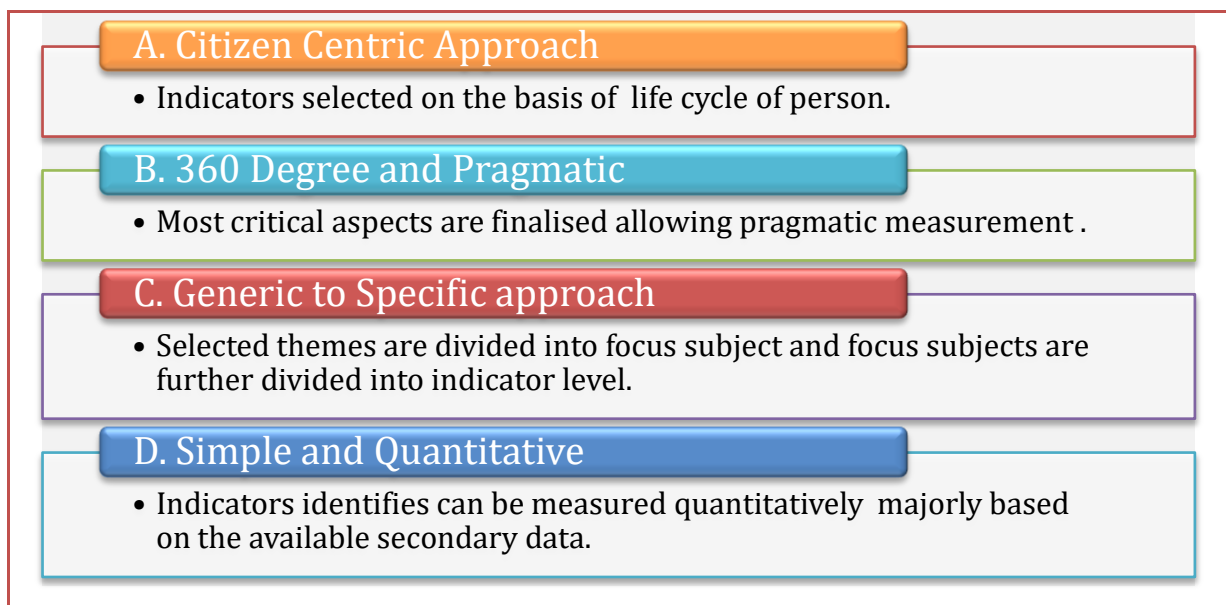 A. Citizen Centric Approach
• Indicators selected on the basis of life cycle of person.
B. 360 Degree and Pragmatic
• Most critical aspects are finalised allowing pragmatic measurement .
C. Generic to Specific approach
• Selected themes are divided into focus subject and focus subjects are
further divided into indicator level.
D. Simple and Quantitative
• Indicators identifies can be measured quantitatively majorly based
on the available secondary data.